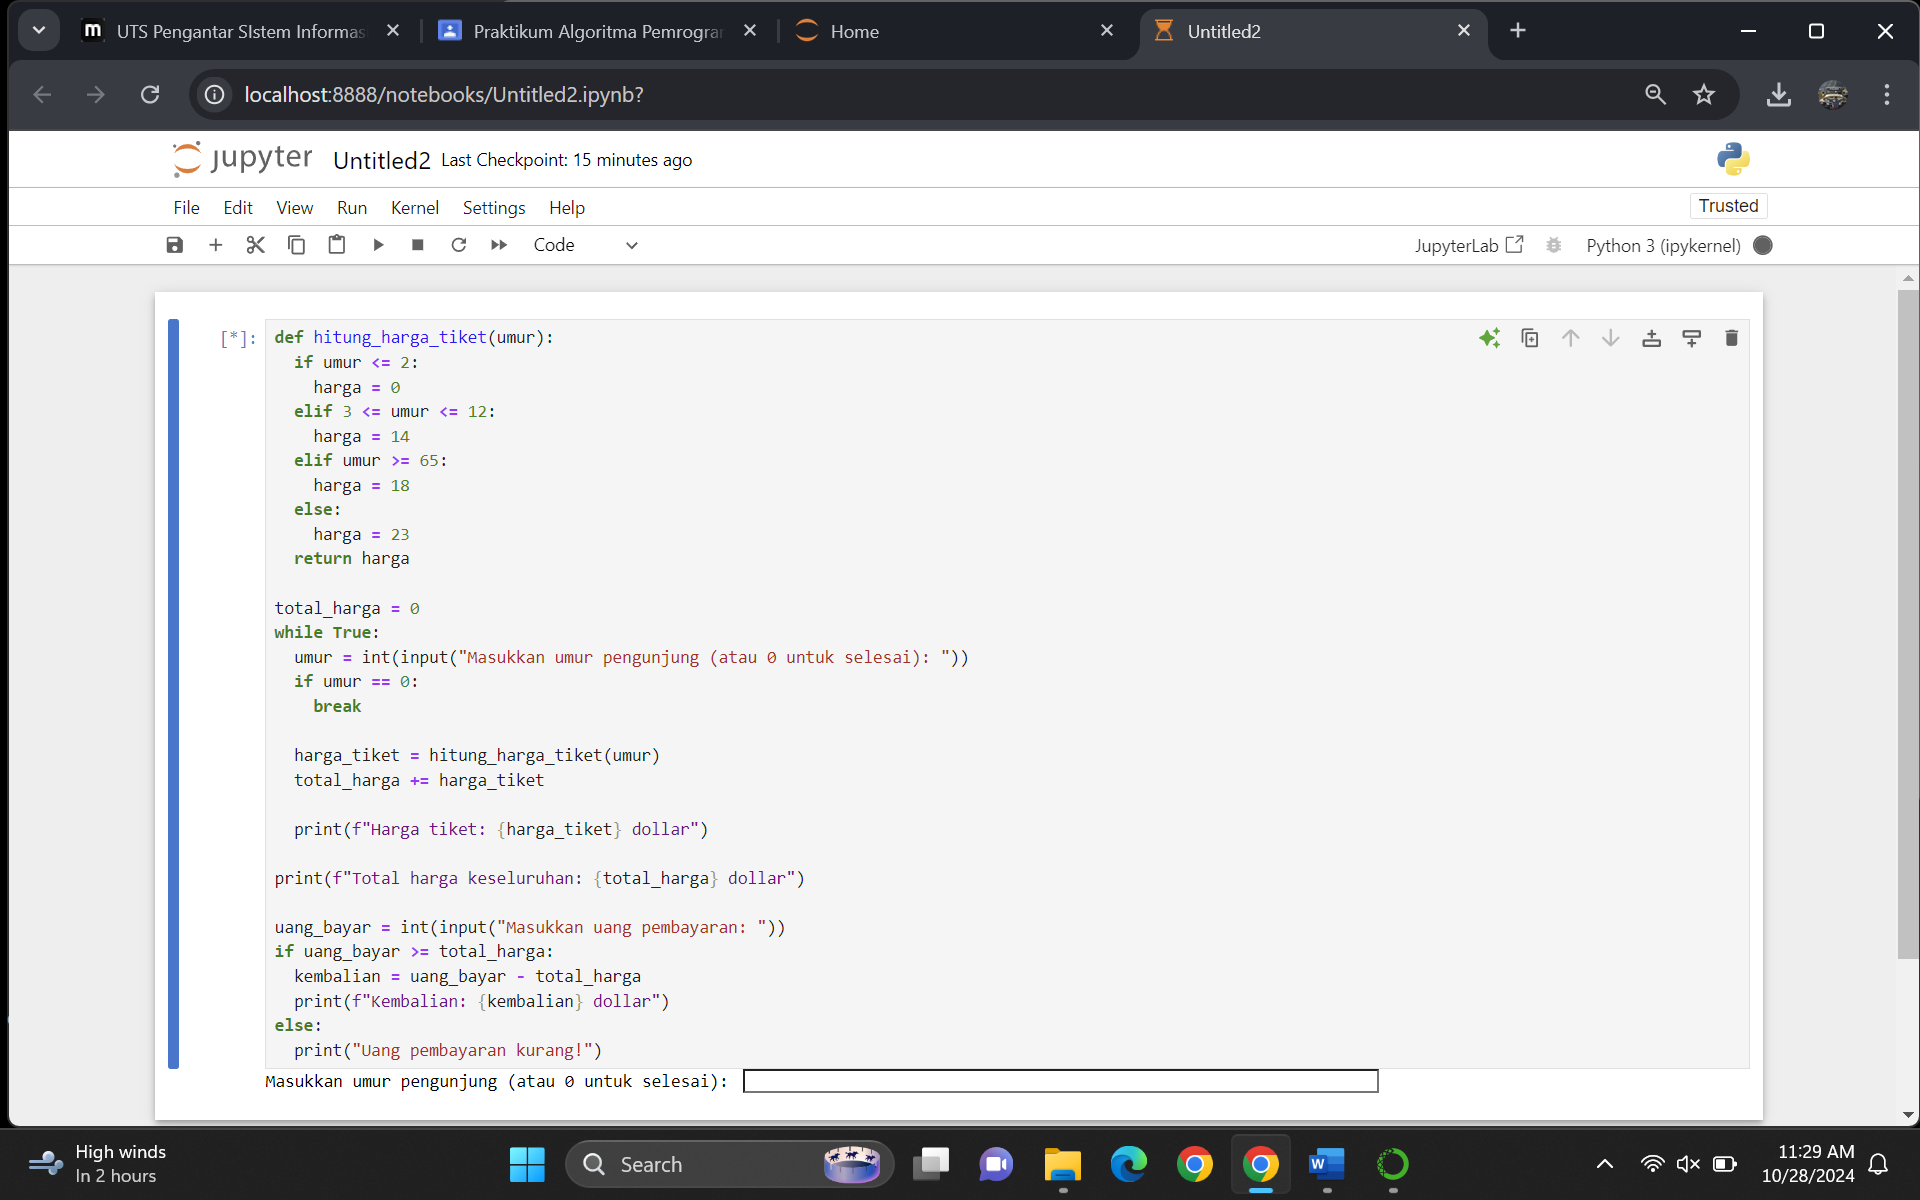 UTS Pengantar SIstem Informas
Praktikum Algoritma Pemrogran
Home
Untitled2
localhost:8888/notebooks/Untitled2.ipynb?
jupyter Untitled2 Last Checkpoint: 15 minutes ago
File Edit View Run Kernel Settings Help
Trusted
Code
JupyterLab
Python 3 (ipykernel)
[*]:
def hitung_harga_tiket(umur):
  if umur <= 2:
    harga = 0
  elif 3 <= umur <= 12:
    harga = 14
  elif umur >= 65:
    harga = 18
  else:
    harga = 23
  return harga
total_harga = 0
while True:
  umur = int(input("Masukkan umur pengunjung (atau 0 untuk selesai): "))
  if umur == 0:
    break
  harga_tiket = hitung_harga_tiket(umur)
  total_harga += harga_tiket
  print(f"Harga tiket: {harga_tiket} dollar")
print(f"Total harga keseluruhan: {total_harga} dollar")
uang_bayar = int(input("Masukkan uang pembayaran: "))
if uang_bayar >= total_harga:
  kembalian = uang_bayar - total_harga
  print(f"Kembalian: {kembalian} dollar")
else:
  print("Uang pembayaran kurang!")
Masukkan umur pengunjung (atau 0 untuk selesai):
High winds
In 2 hours
Search
11:29 AM
10/28/2024